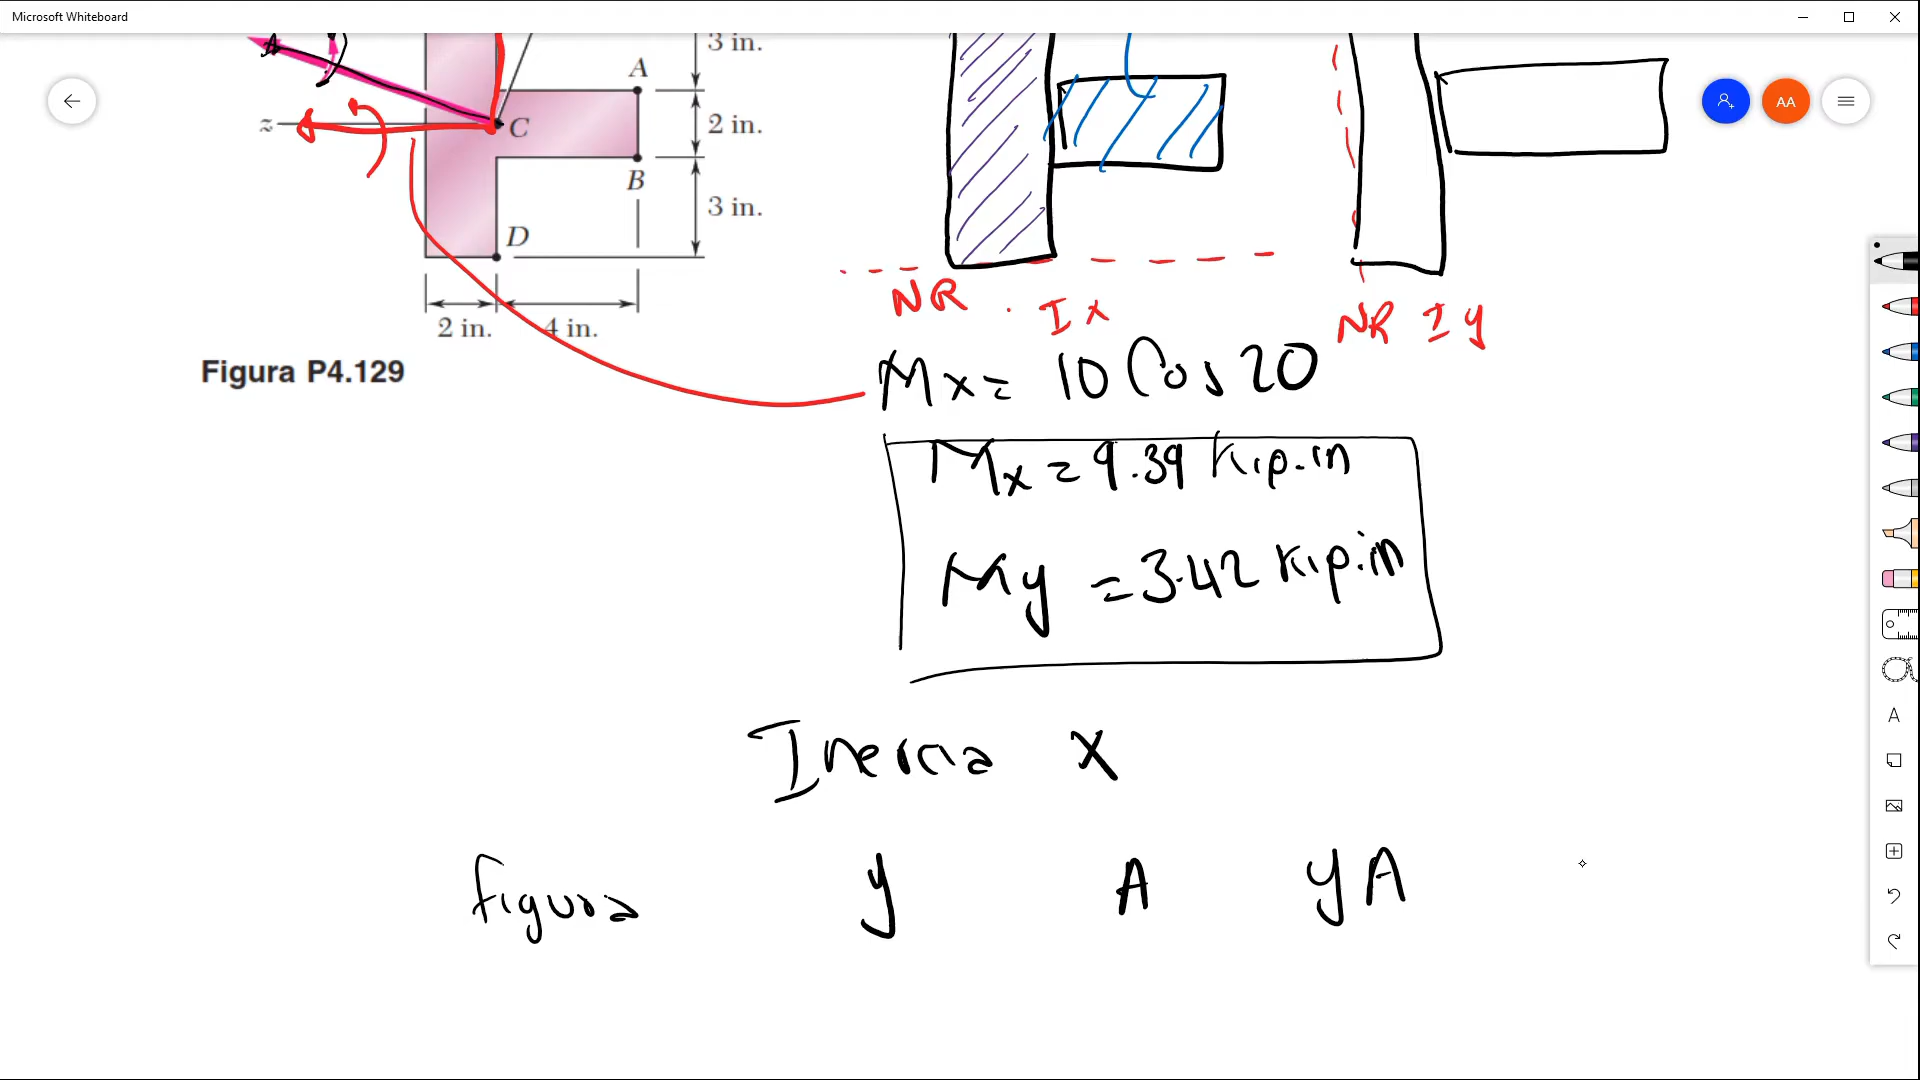 Microsoft Whiteboard
3 in.
A
z
C
2 in.
B
3 in.
D
2 in.
4 in.
Figura P4.129
NR
Ix
NR Iy
AA
Mx = 10 Cos 20
Mx = 9.39 Kip.in
My = 3.42 Kip.in
Inercia x
figura y A yA
A